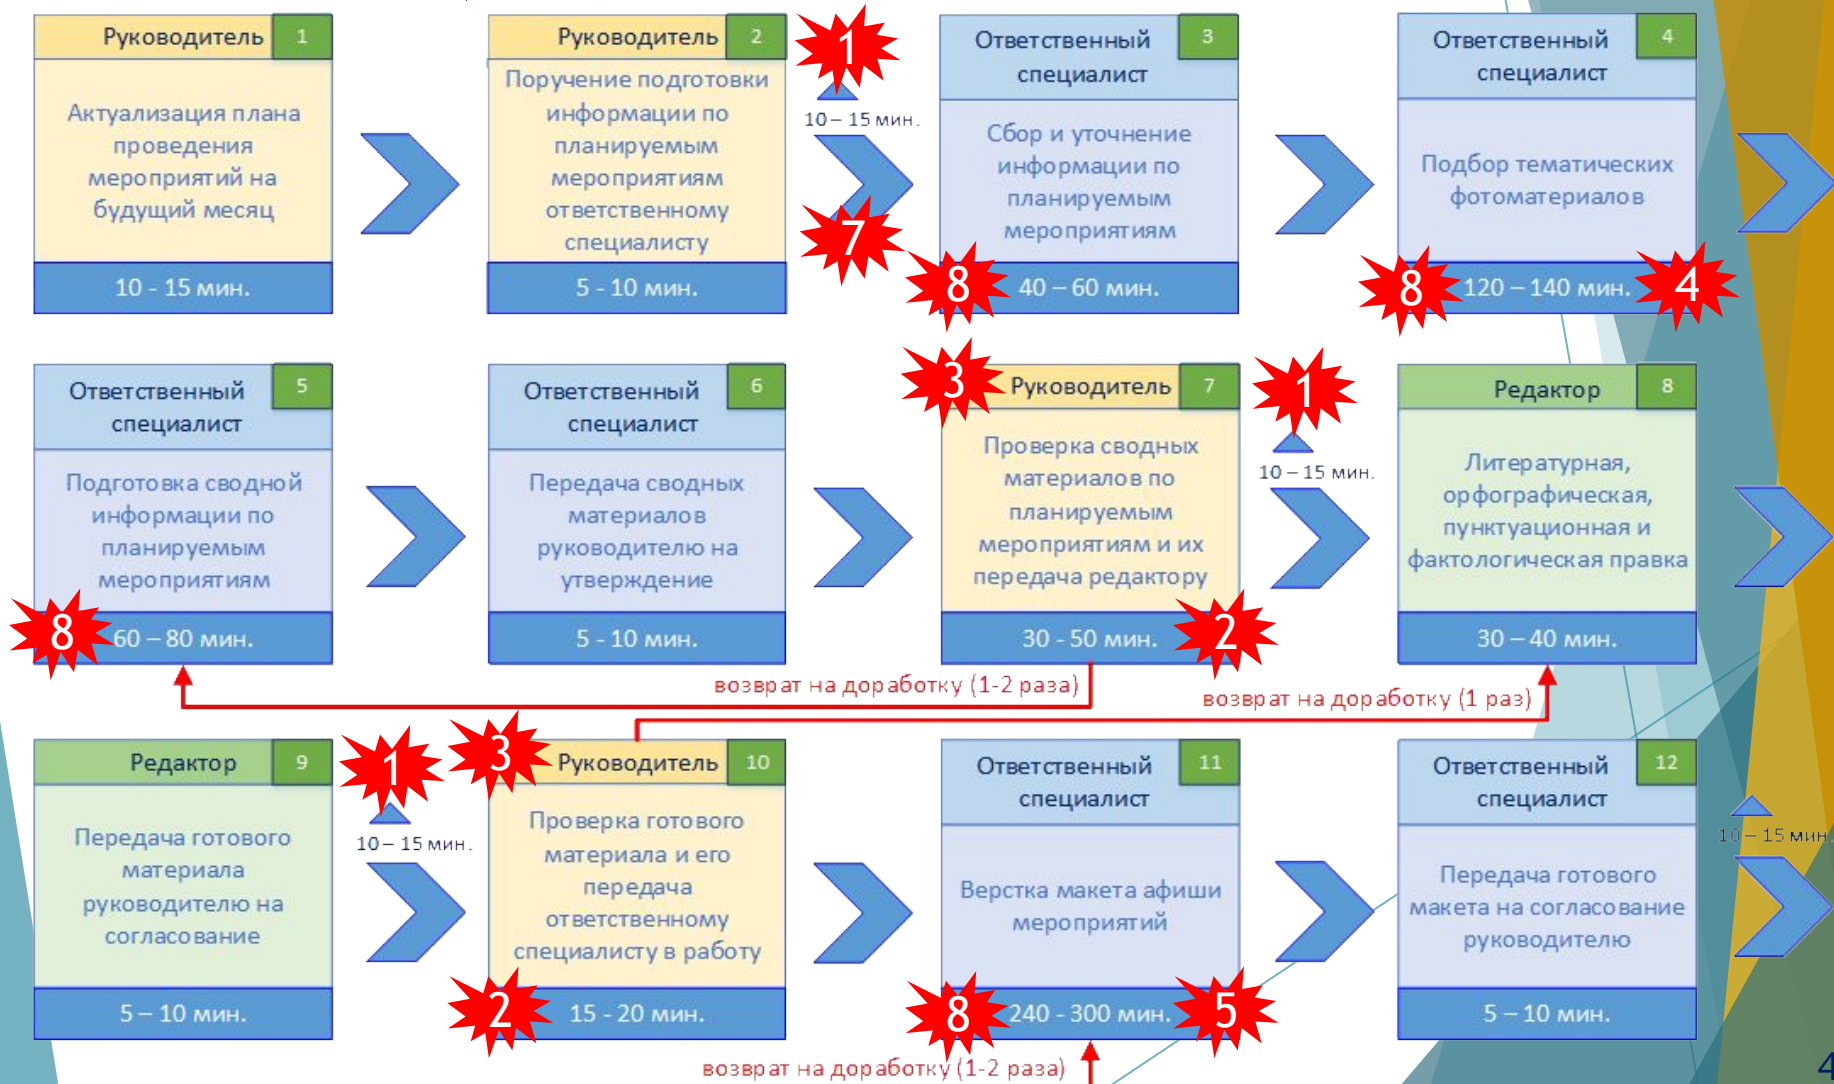 Руководитель 1
Актуализация плана
проведения
мероприятий на
будущий месяц
10 - 15 мин.
Руководитель 2
Поручение подготовки
информации по
планируемым
мероприятиям
ответственному
специалисту
5 - 10 мин.
1
10 – 15 мин.
7
Ответственный
специалист
3
Сбор и уточнение
информации по
планируемым
мероприятиям
8
40 – 60 мин.
Ответственный
специалист
4
Подбор тематических
фотоматериалов
8
120 – 140 мин.
4
Ответственный
специалист
5
Подготовка сводной
информации по
планируемым
мероприятиям
8
60 – 80 мин.
Ответственный
специалист
6
Передача сводных
материалов
руководителю на
утверждение
5 - 10 мин.
3
Руководитель 7
Проверка сводных
материалов по
планируемым
мероприятиям и их
передача редактору
30 - 50 мин.
2
1
10 – 15 мин.
Редактор 8
Литературная,
орфографическая,
пунктуационная и
фактологическая правка
30 – 40 мин.
возврат на доработку (1-2 раза)
возврат на доработку (1 раз)
Редактор 9
Передача готового
материала
руководителю на
согласование
5 – 10 мин.
1
10 – 15 мин.
3
Руководитель 10
Проверка готового
материала и его
передача
ответственному
специалисту в работу
2
15 - 20 мин.
Ответственный
специалист
11
Верстка макета афиши
мероприятий
8
240 - 300 мин.
5
Ответственный
специалист
12
Передача готового
макета на согласование
руководителю
5 – 10 мин.
10 – 15 мин
возврат на доработку (1-2 раза)
4